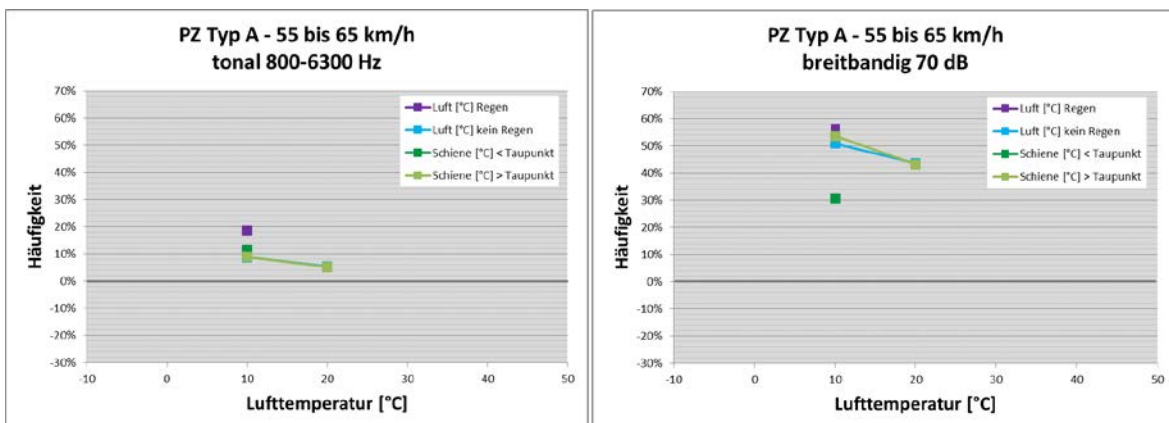 PZ Typ A - 55 bis 65 km/h
tonal 800-6300 Hz
70%
60%
50%
40%
30%
20%
10%
0%
-10%
-20%
-30%
Häufigkeit
Luft [°C] Regen
Luft [°C] kein Regen
Schiene [°C] < Taupunkt
Schiene [°C] > Taupunkt
-10 0 10 20 30 40 50
Lufttemperatur [°C]
PZ Typ A - 55 bis 65 km/h
breitbandig 70 dB
70%
60%
50%
40%
30%
20%
10%
0%
-10%
-20%
-30%
Häufigkeit
Luft [°C] Regen
Luft [°C] kein Regen
Schiene [°C] < Taupunkt
Schiene [°C] > Taupunkt
-10 0 10 20 30 40 50
Lufttemperatur [°C]